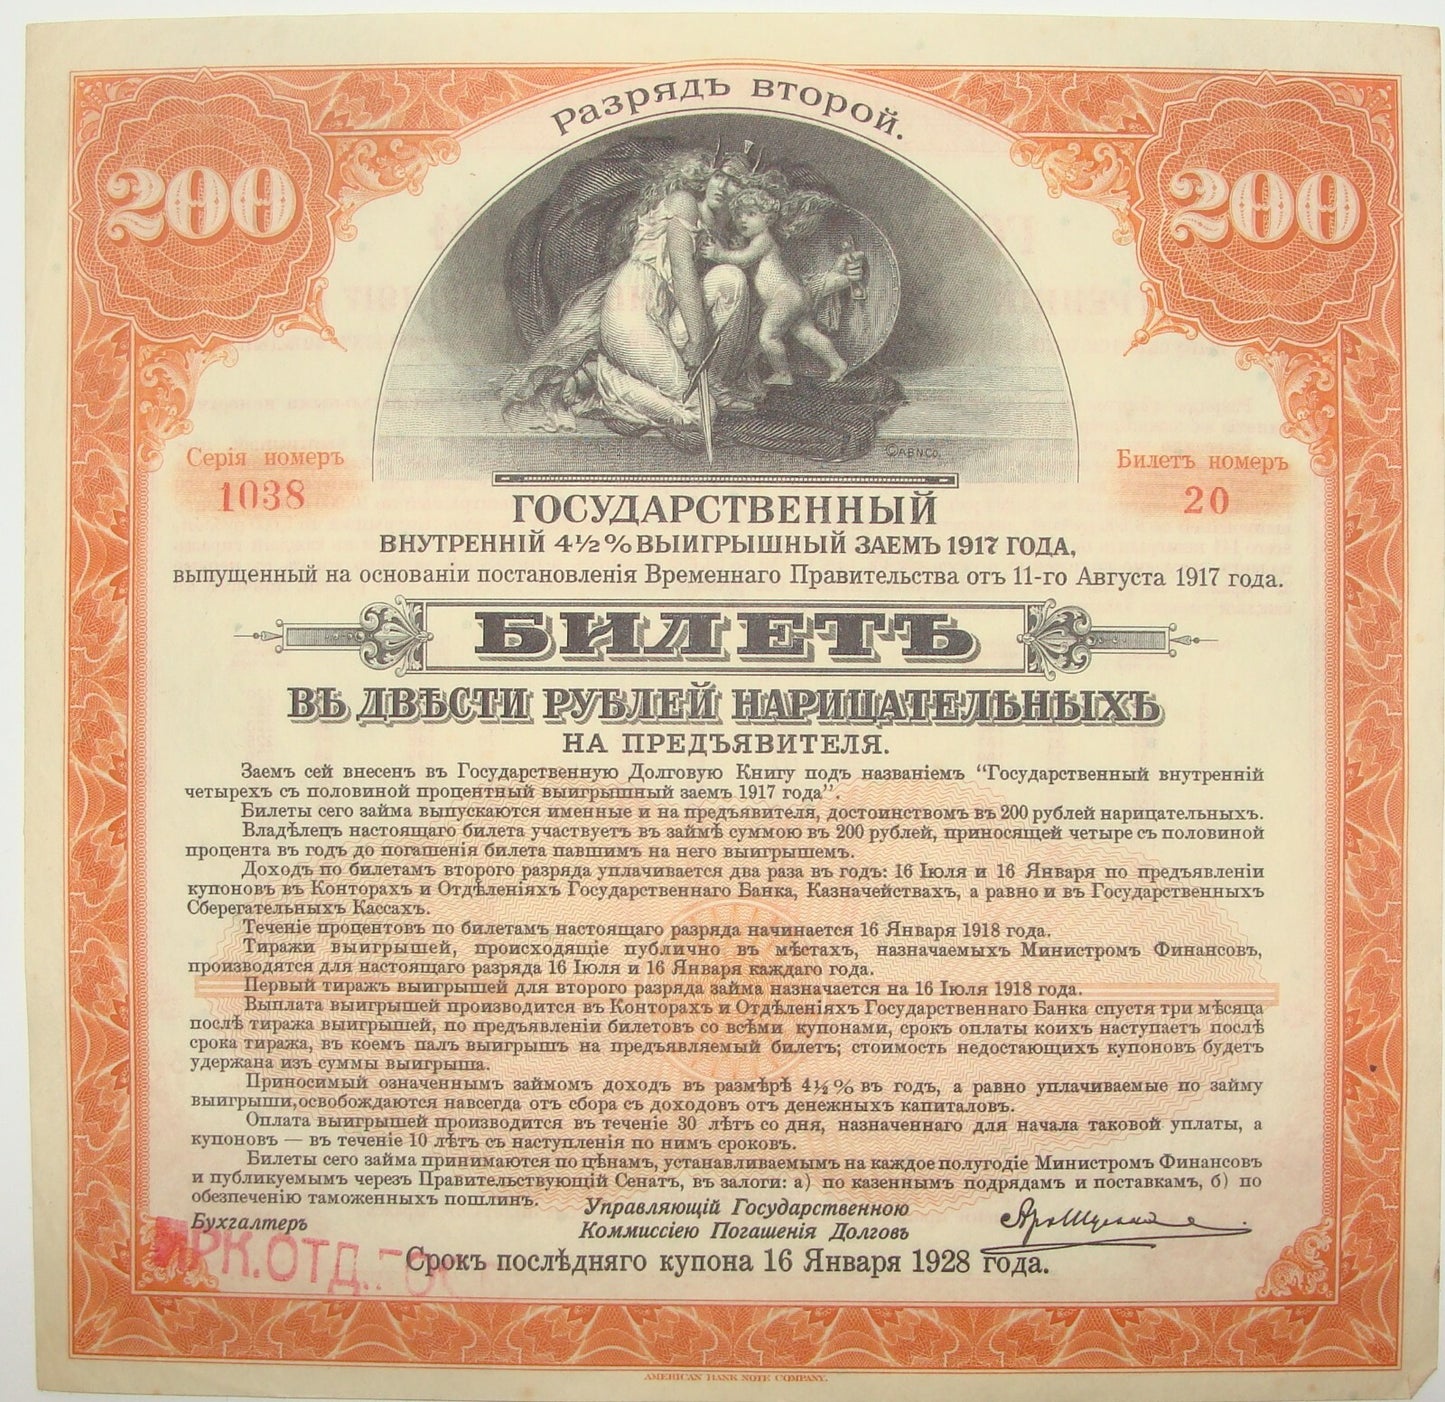 Разрядъ второй.
200
200
ABNCo.
Серія номеръ
1038
Билетъ номеръ
20
ГОСУДАРСТВЕННЫЙ
ВНУТРЕННІЙ 4½% ВЫИГРЫШНЫЙ ЗАЕМЪ 1917 ГОДА,
выпущенный на основаніи постановленія Временнаго Правительства отъ 11-го Августа 1917 года.
БИЛЕТЪ
ВЪ ДВѢСТИ РУБЛЕЙ НАРИЦАТЕЛЬНЫХЪ
НА ПРЕДЪЯВИТЕЛЯ.
Заемъ сей внесенъ въ Государственную Долговую Книгу подъ названіемъ “Государственный внутренній
четырехъ съ половиной процентный выигрышный заемъ 1917 года”.
Билеты сего займа выпускаются именные и на предъявителя, достоинствомъ въ 200 рублей нарицательныхъ.
Владѣлецъ настоящаго билета участвуетъ въ займѣ суммою въ 200 рублей, приносящей четыре съ половиной
процента въ годъ до погашенія билета павшимъ на него выигрышемъ.
Доходъ по билетамъ второго разряда уплачивается два раза въ годъ: 16 Іюля и 16 Января по предъявленіи
купоновъ въ Конторахъ и Отдѣленіяхъ Государственнаго Банка, Казначействахъ, а равно и въ Государственныхъ
Сберегательныхъ Кассахъ.
Теченіе процентовъ по билетамъ настоящаго разряда начинается 16 Января 1918 года.
Тиражи выигрышей, происходящіе публично въ мѣстахъ, назначаемыхъ Министромъ Финансовъ,
производятся для настоящаго разряда 16 Іюля и 16 Января каждаго года.
Первый тиражъ выигрышей для второго разряда займа назначается на 16 Іюля 1918 года.
Выплата выигрышей производится въ Конторахъ и Отдѣленіяхъ Государственнаго Банка спустя три мѣсяца
послѣ тиража выигрышей, по предъявленіи билетовъ со всѣми купонами, срокъ оплаты коихъ наступаетъ послѣ
срока тиража, въ коемъ палъ выигрышъ на предъявляемый билетъ; стоимость недостающихъ купоновъ будетъ
удержана изъ суммы выигрыша.
Приносимый означеннымъ займомъ доходъ въ размѣрѣ 4½% въ годъ, а равно уплачиваемые по займу
выигрыши, освобождаются навсегда отъ сбора съ доходовъ отъ денежныхъ капиталовъ.
Оплата выигрышей производится въ теченіе 30 лѣтъ со дня, назначеннаго для начала таковой уплаты, а
купоновъ — въ теченіе 10 лѣтъ съ наступленія по нимъ сроковъ.
Билеты сего займа принимаются по цѣнамъ, устанавливаемымъ на каждое полугодіе Министромъ Финансовъ
и публикуемымъ черезъ Правительствующій Сенатъ, въ залоги: а) по казеннымъ подрядамъ и поставкамъ, б) по
обезпеченію таможенныхъ пошлинъ.
Управляющій Государственною
Коммиссіею Погашенія Долговъ
Бухгалтеръ
РК.ОТД.
Срокъ послѣдняго купона 16 Января 1928 года.
AMERICAN BANK NOTE COMPANY.